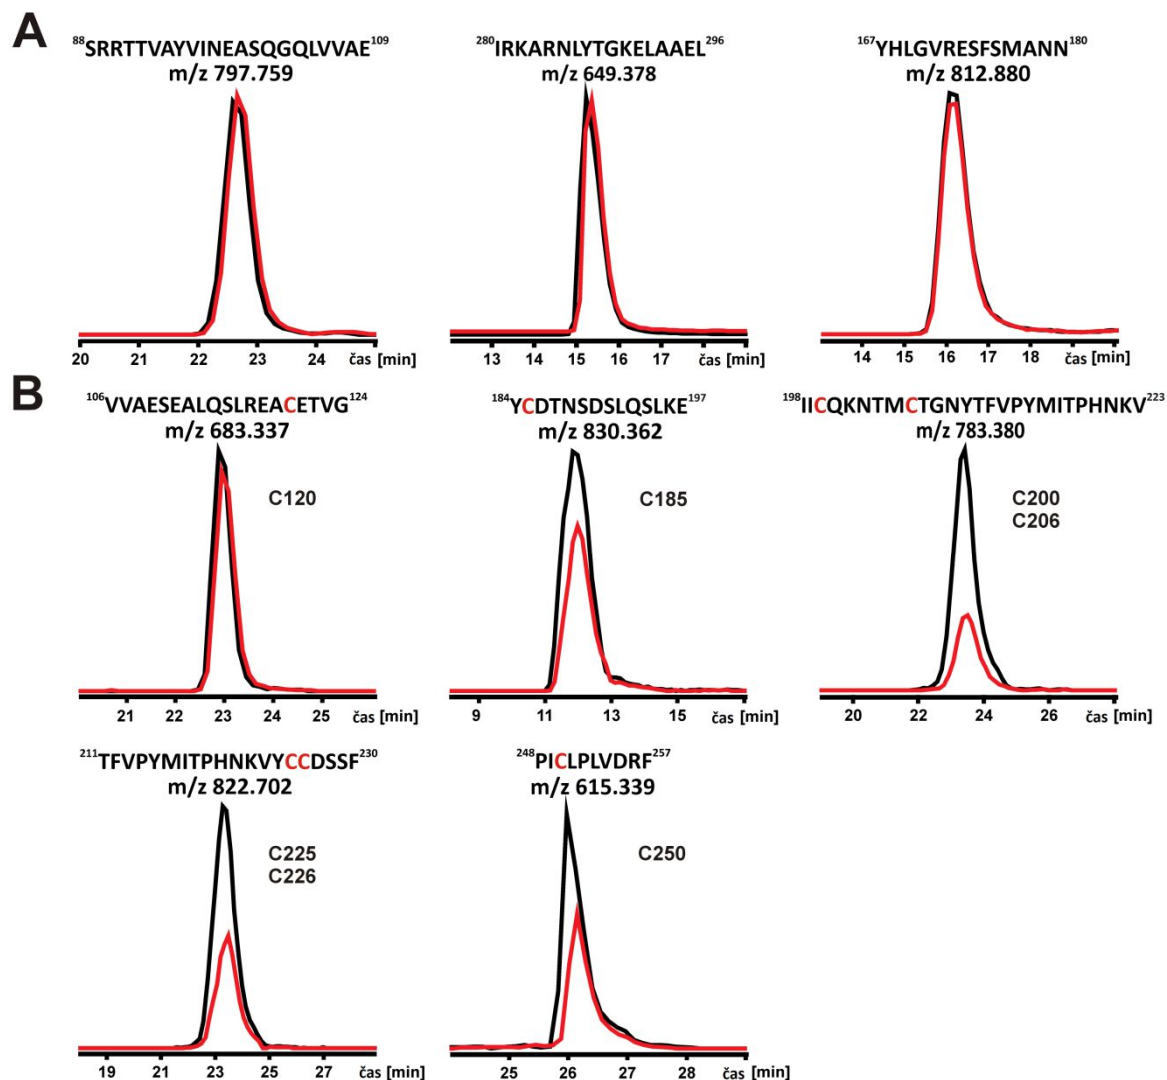 A
88SRRTTVAYVINEASQGQLVVAE109
m/z 797.759
280IRKARNLYTGKELAAEL296
m/z 649.378
167YHLGVRESFSMANN180
m/z 812.880
20 21 22 23 24 čas [min]
13 14 15 16 17 čas [min]
14 15 16 17 18 čas [min]
B
106VVAESEALQSLREACETVG124
m/z 683.337
C120
184YCDTNSDSLQSLKE197
m/z 830.362
C185
198IICQKNTMCTGNYTFVPYMITPHNKV223
m/z 783.380
C200
C206
21 22 23 24 25 čas [min]
9 11 13 15 čas [min]
20 22 24 26 čas [min]
211TFVPYMITPHNKVYCCDSSF230
m/z 822.702
C225
C226
248PICLPLVDRF257
m/z 615.339
C250
19 21 23 25 27 čas [min]
25 26 27 28 čas [min]